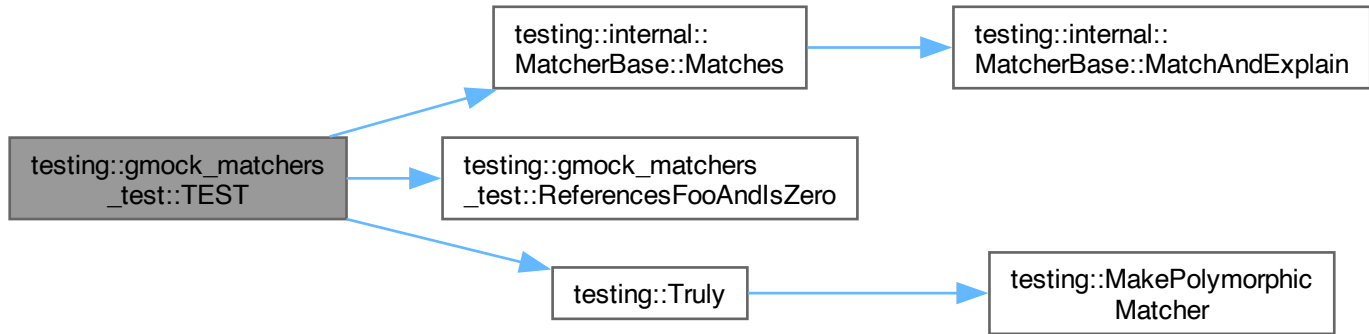 testing::internal::
MatcherBase::Matches
testing::internal::
MatcherBase::MatchAndExplain
testing::gmock_matchers
_test::TEST
testing::gmock_matchers
_test::ReferencesFooAndIsZero
testing::Truly
testing::MakePolymorphic
Matcher